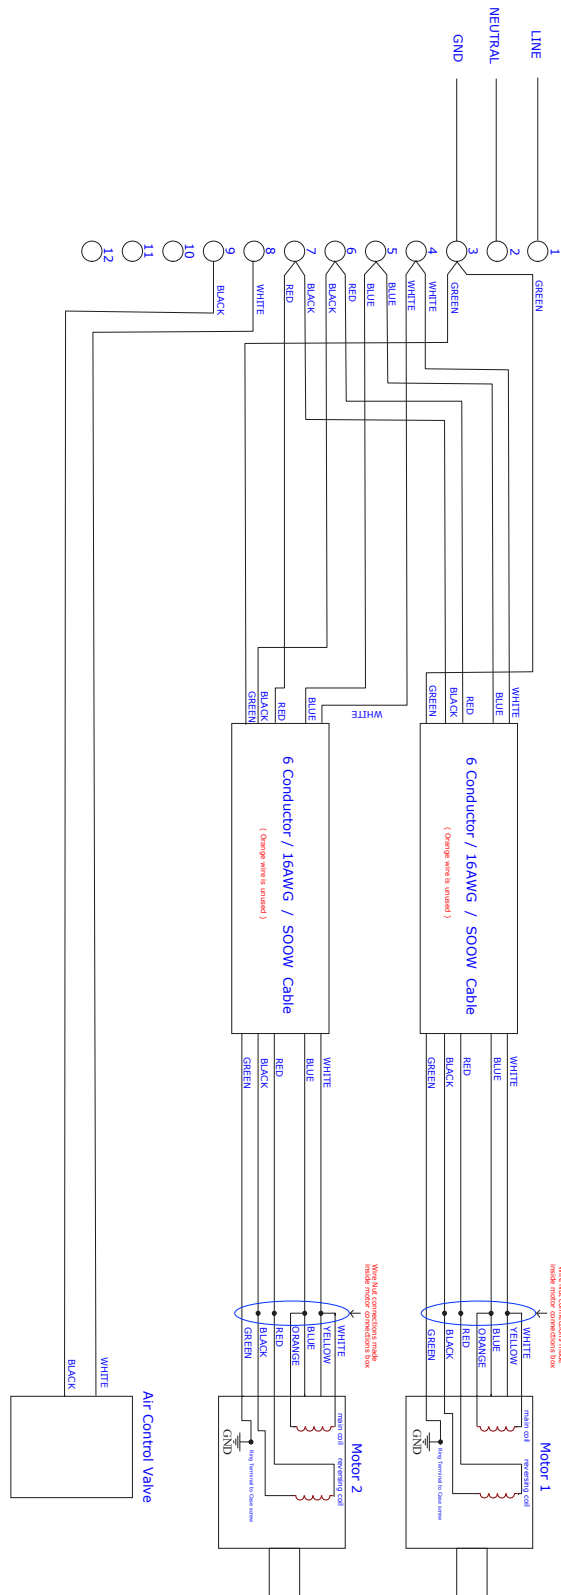 LINE
NEUTRAL
GND
1
2
3
4
5
6
7
8
9
10
11
12
GREEN
GREEN
WHITE
WHITE
BLUE
BLUE
RED
BLACK
BLACK
RED
WHITE
BLACK
WHITE
BLUE
RED
BLACK
GREEN
WHITE
BLUE
RED
BLACK
GREEN
6 Conductor / 16AWG / SOOW Cable
( Orange wire is unused )
6 Conductor / 16AWG / SOOW Cable
( Orange wire is unused )
WHITE
BLUE
RED
BLACK
GREEN
WHITE
BLUE
RED
BLACK
GREEN
inside motor connections box
Wire Nut connections made
inside motor connections box
WHITE
YELLOW
BLUE
ORANGE
RED
BLACK
GREEN
WHITE
YELLOW
BLUE
ORANGE
RED
BLACK
GREEN
WHITE
BLACK
Motor 1
main coil
reversing coil
Ring Terminal to Case screw
GND
Motor 2
main coil
reversing coil
Ring Terminal to Case screw
GND
Air Control Valve